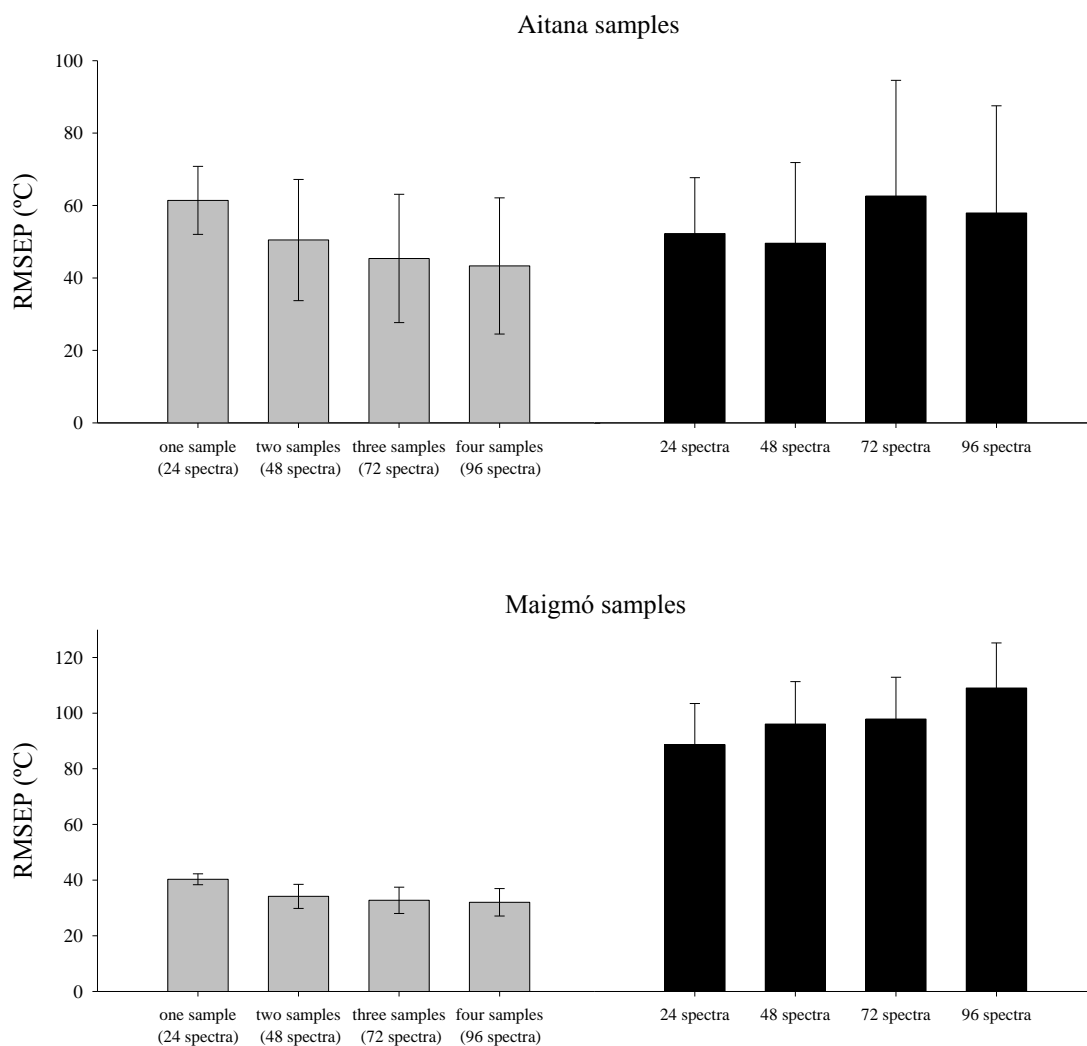 Aitana samples
RMSEP (ºC)
100
80
60
40
20
0
one sample two samples three samples four samples 24 spectra 48 spectra 72 spectra 96 spectra
(24 spectra) (48 spectra) (72 spectra) (96 spectra)
Maigmó samples
RMSEP (ºC)
120
100
80
60
40
20
0
one sample two samples three samples four samples 24 spectra 48 spectra 72 spectra 96 spectra
(24 spectra) (48 spectra) (72 spectra) (96 spectra)